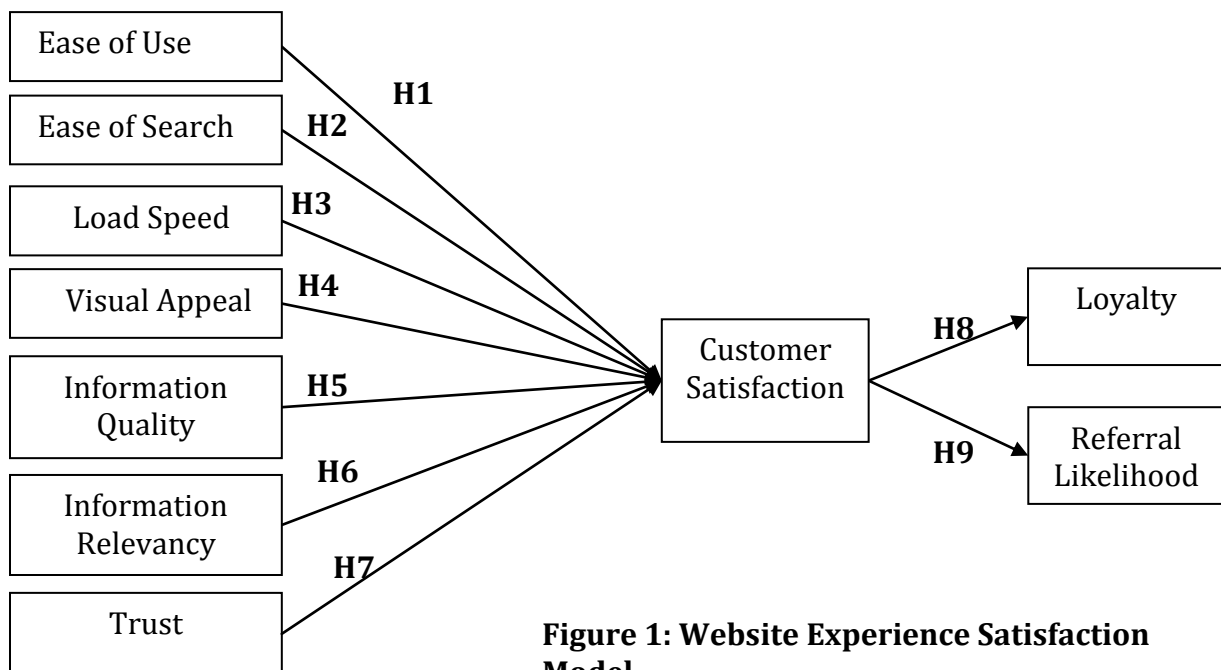 Ease of Use
H1
Ease of Search
H2
Load Speed
H3
Visual Appeal
H4
Information
Quality
H5
Information
Relevancy
H6
Trust
H7
Customer
Satisfaction
H8
Loyalty
H9
Referral
Likelihood
Figure 1: Website Experience Satisfaction
Model